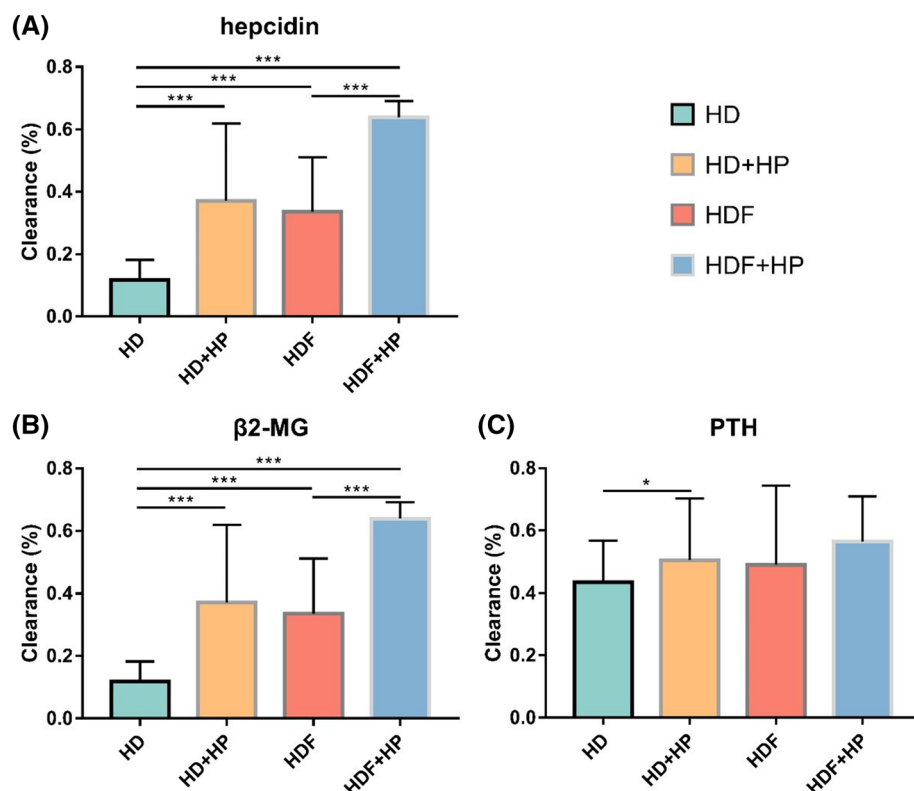 (A)
hepcidin
Clearance (%)
0.8
0.6
0.4
0.2
0.0
***
***
***
***
HD
HD+HP
HDF
HDF+HP
HD
HD+HP
HDF
HDF+HP
(B)
β2-MG
Clearance (%)
0.8
0.6
0.4
0.2
0.0
***
***
***
***
HD
HD+HP
HDF
HDF+HP
(C)
PTH
Clearance (%)
0.8
0.6
0.4
0.2
0.0
*
HD
HD+HP
HDF
HDF+HP